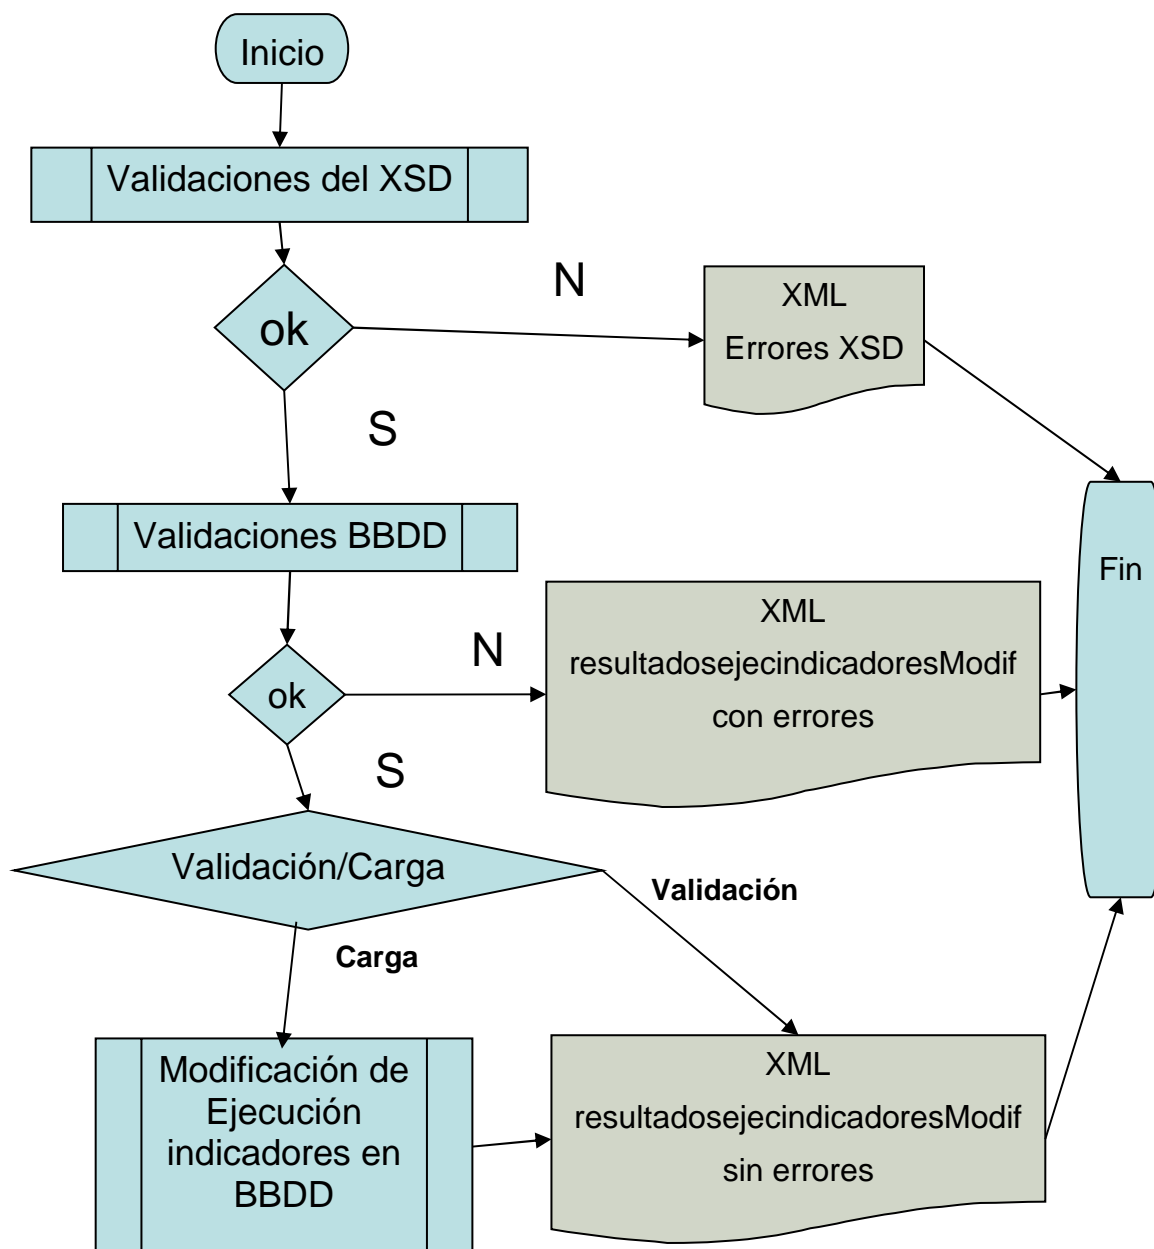 Inicio
Validaciones del XSD
ok
N
XML
Errores XSD
S
Validaciones BBDD
Fin
ok
N
XML
resultadosejecindicadoresModif
con errores
S
Validación/Carga
Validación
Carga
Modificación de
Ejecución
indicadores en
BBDD
XML
resultadosejecindicadoresModif
sin errores